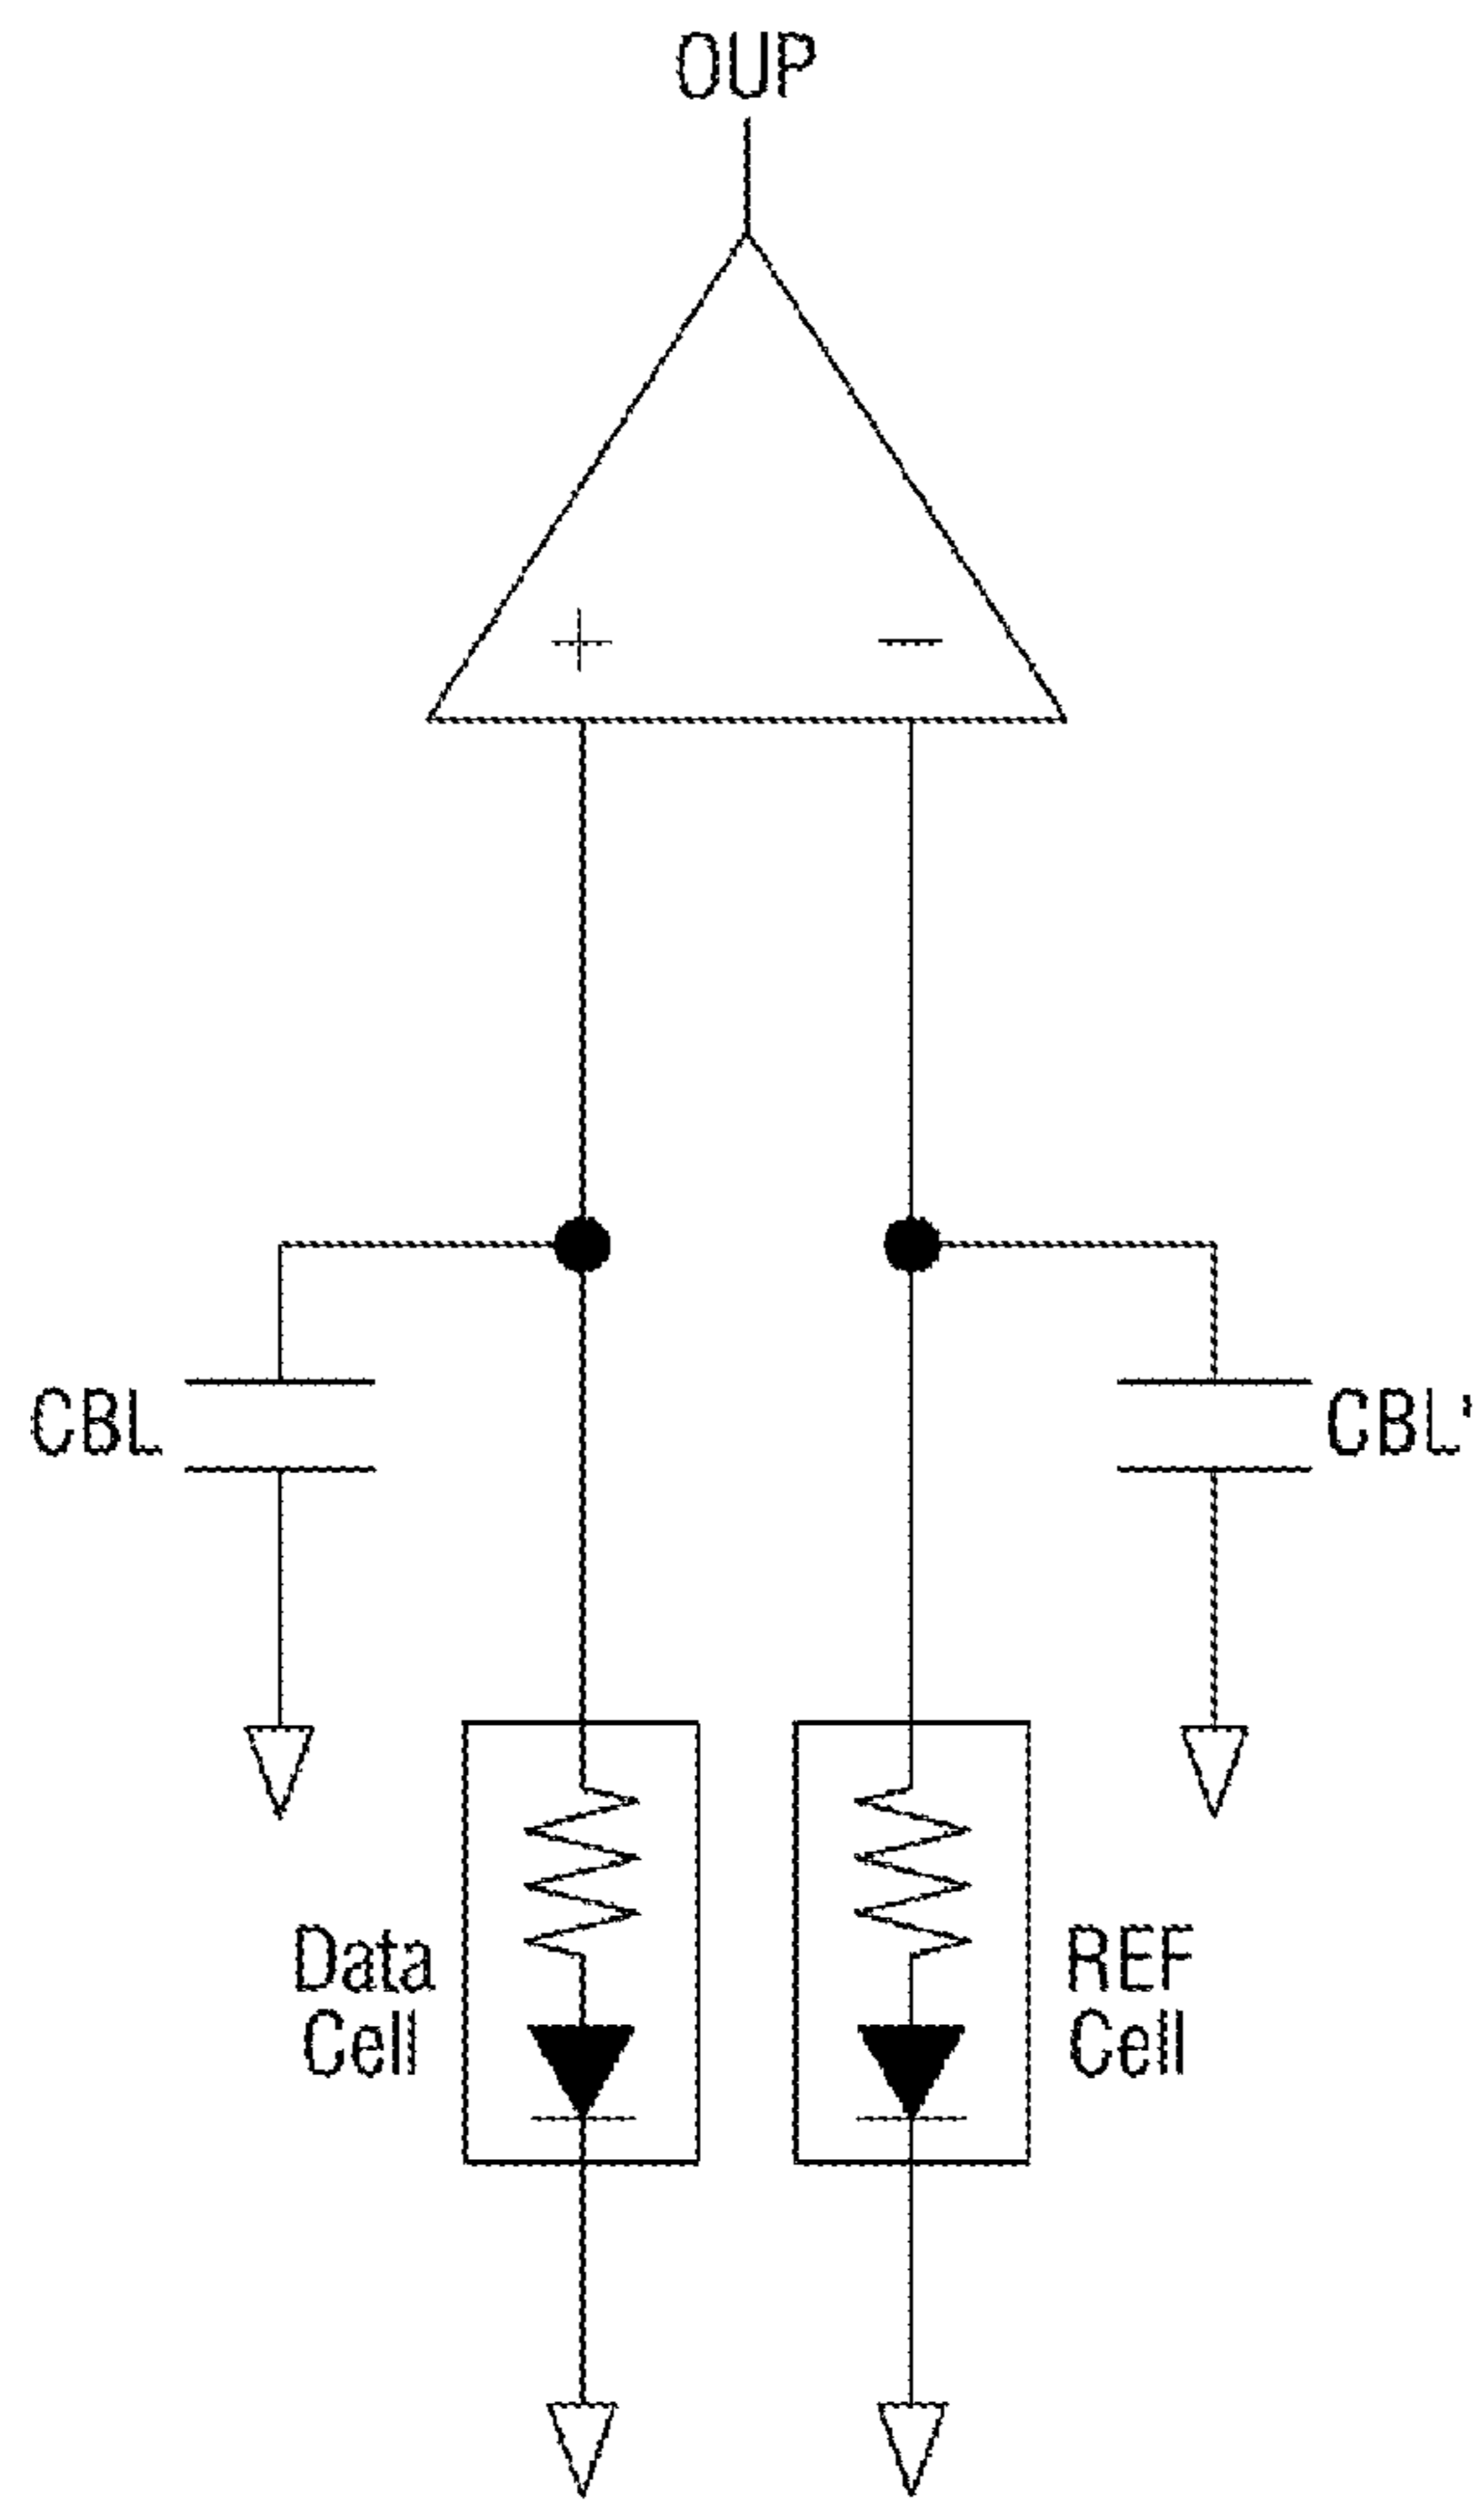 OUP
+
−
CBL
CBL'
Data
Cell
REF
Cell